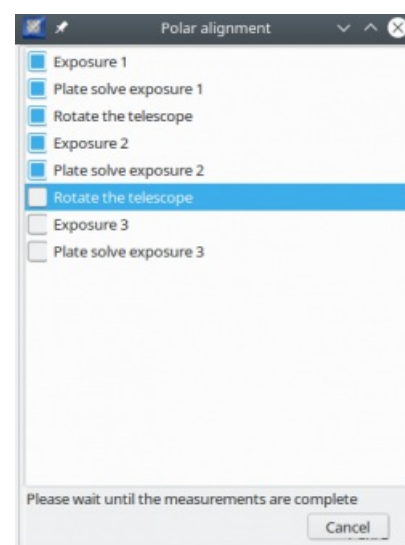 Polar alignment
Exposure 1
Plate solve exposure 1
Rotate the telescope
Exposure 2
Plate solve exposure 2
Rotate the telescope
Exposure 3
Plate solve exposure 3
Please wait until the measurements are complete
Cancel